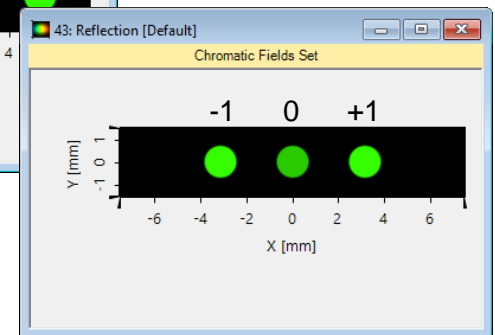 4
43: Reflection [Default]
Chromatic Fields Set
-1 0 +1
Y [mm]
1
0
-1
-6 -4 -2 0 2 4 6
X [mm]